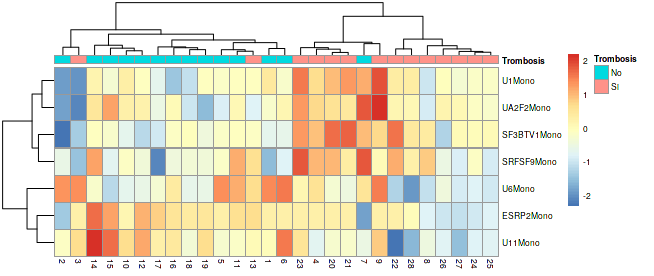 Trombosis
U1Mono
UA2F2Mono
SF3BTV1Mono
SRFSF9Mono
U6Mono
ESRP2Mono
U11Mono
2 3 14 15 10 12 17 16 18 19 5 11 13 1 6 23 4 20 21 7 9 22 28 8 26 27 24 25
2
1
0
-1
-2
Trombosis
No
SI